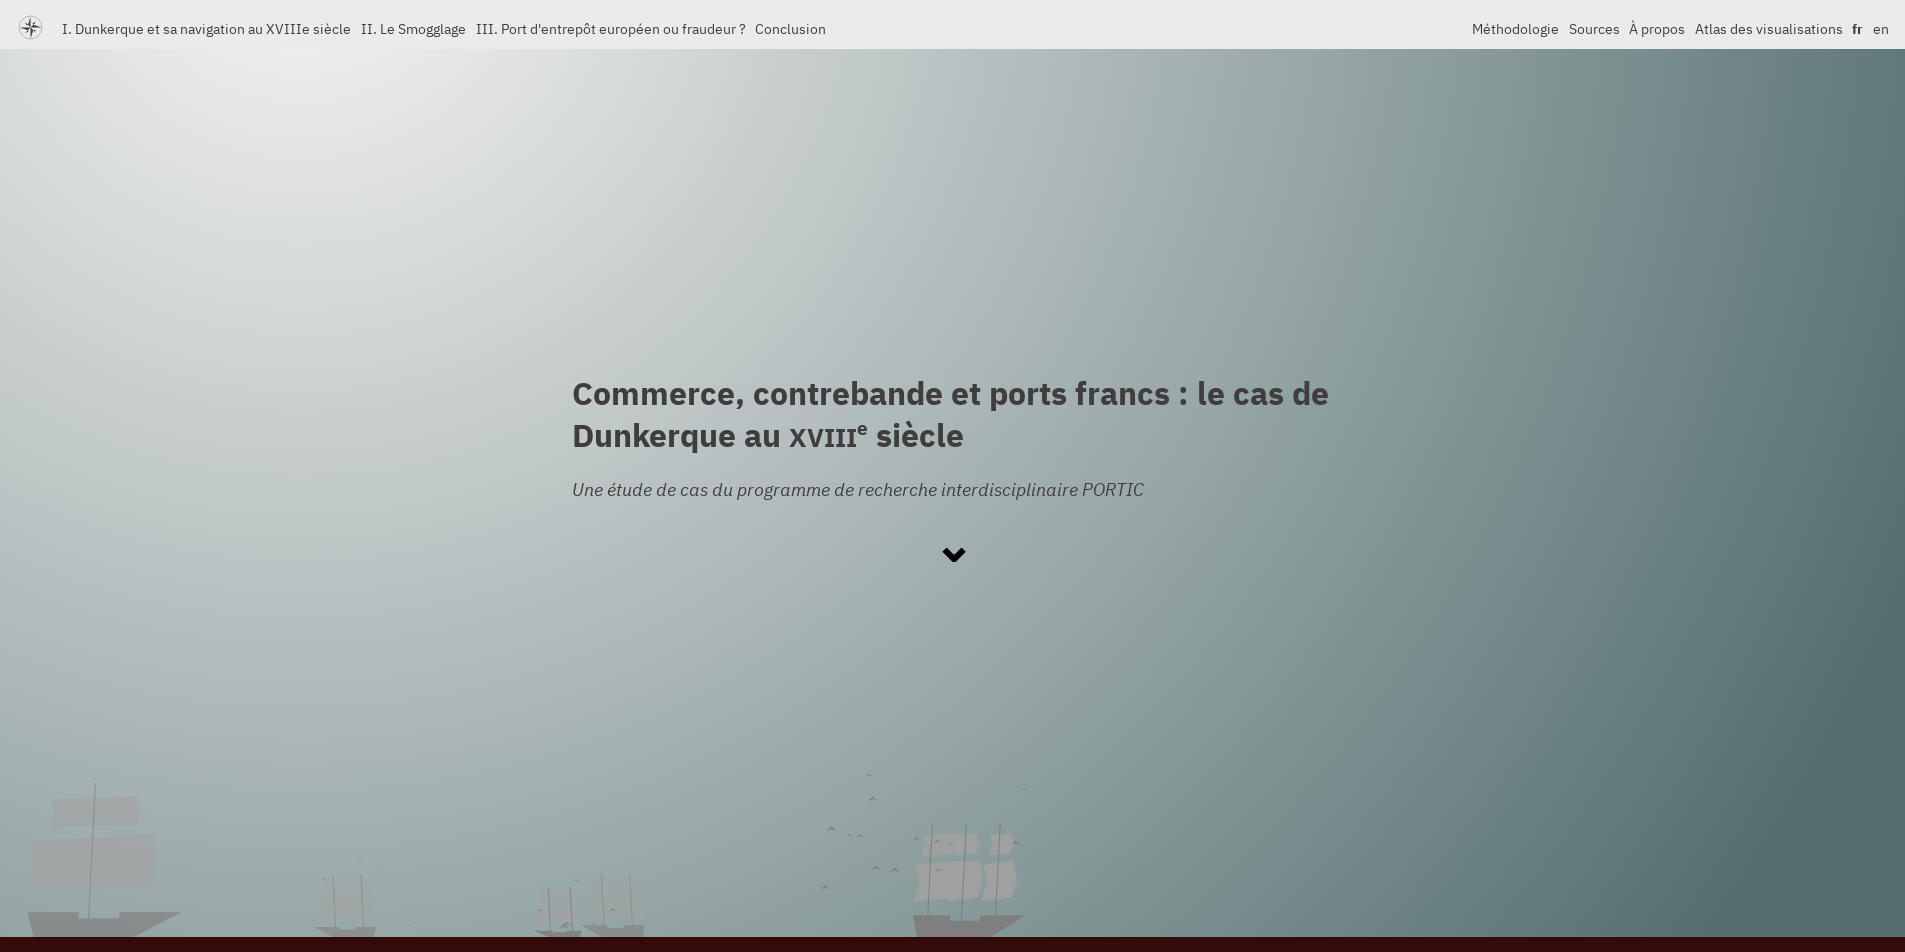 I. Dunkerque et sa navigation au XVIIIe siècle II. Le Smogglage III. Port d'entrepôt européen ou fraudeur ? Conclusion Méthodologie Sources À propos Atlas des visualisations fr en
Commerce, contrebande et ports francs : le cas de
Dunkerque au XVIIIe siècle
Une étude de cas du programme de recherche interdisciplinaire PORTIC